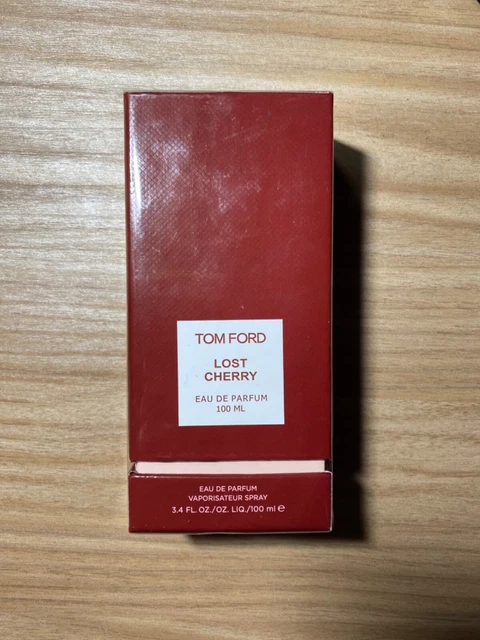 TOM FORD
LOST
CHERRY
EAU DE PARFUM
100 ML
EAU DE PARFUM
VAPORISATEUR SPRAY
3.4 FL. OZ./OZ. LIQ./100 ml ℮